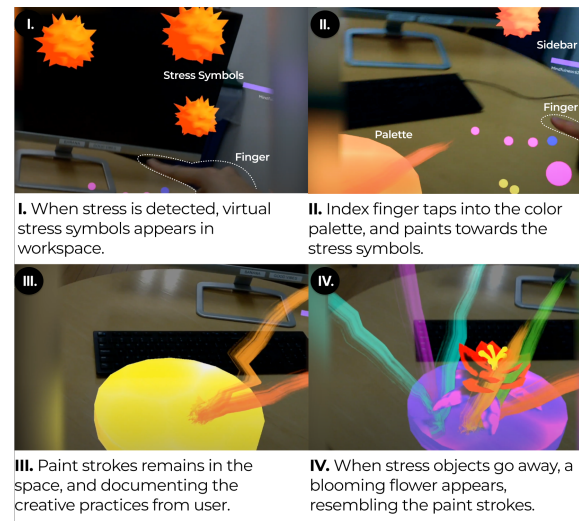 I.
Stress Symbols
Finger
II.
Sidebar
Finger
Palette
I. When stress is detected, virtual
stress symbols appears in
workspace.
II. Index finger taps into the color
palette, and paints towards the
stress symbols.
III.
IV.
III. Paint strokes remains in the
space, and documenting the
creative practices from user.
IV. When stress objects go away, a
blooming flower appears,
resembling the paint strokes.